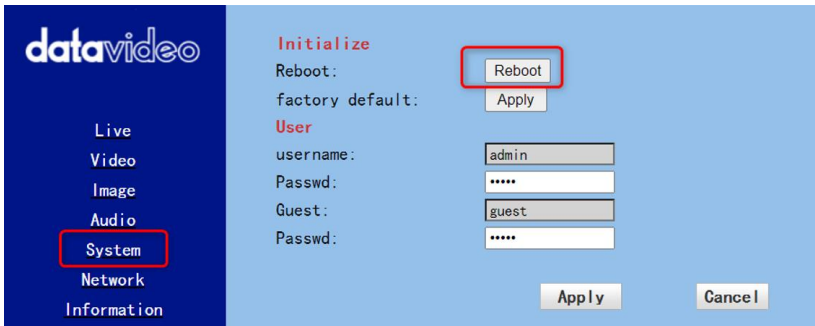 datavideo
Live
Video
Image
Audio
System
Network
Information
Initialize
Reboot: Reboot
factory default: Apply
User
username: admin
Passwd: •••••
Guest: guest
Passwd: •••••
Apply Cancel